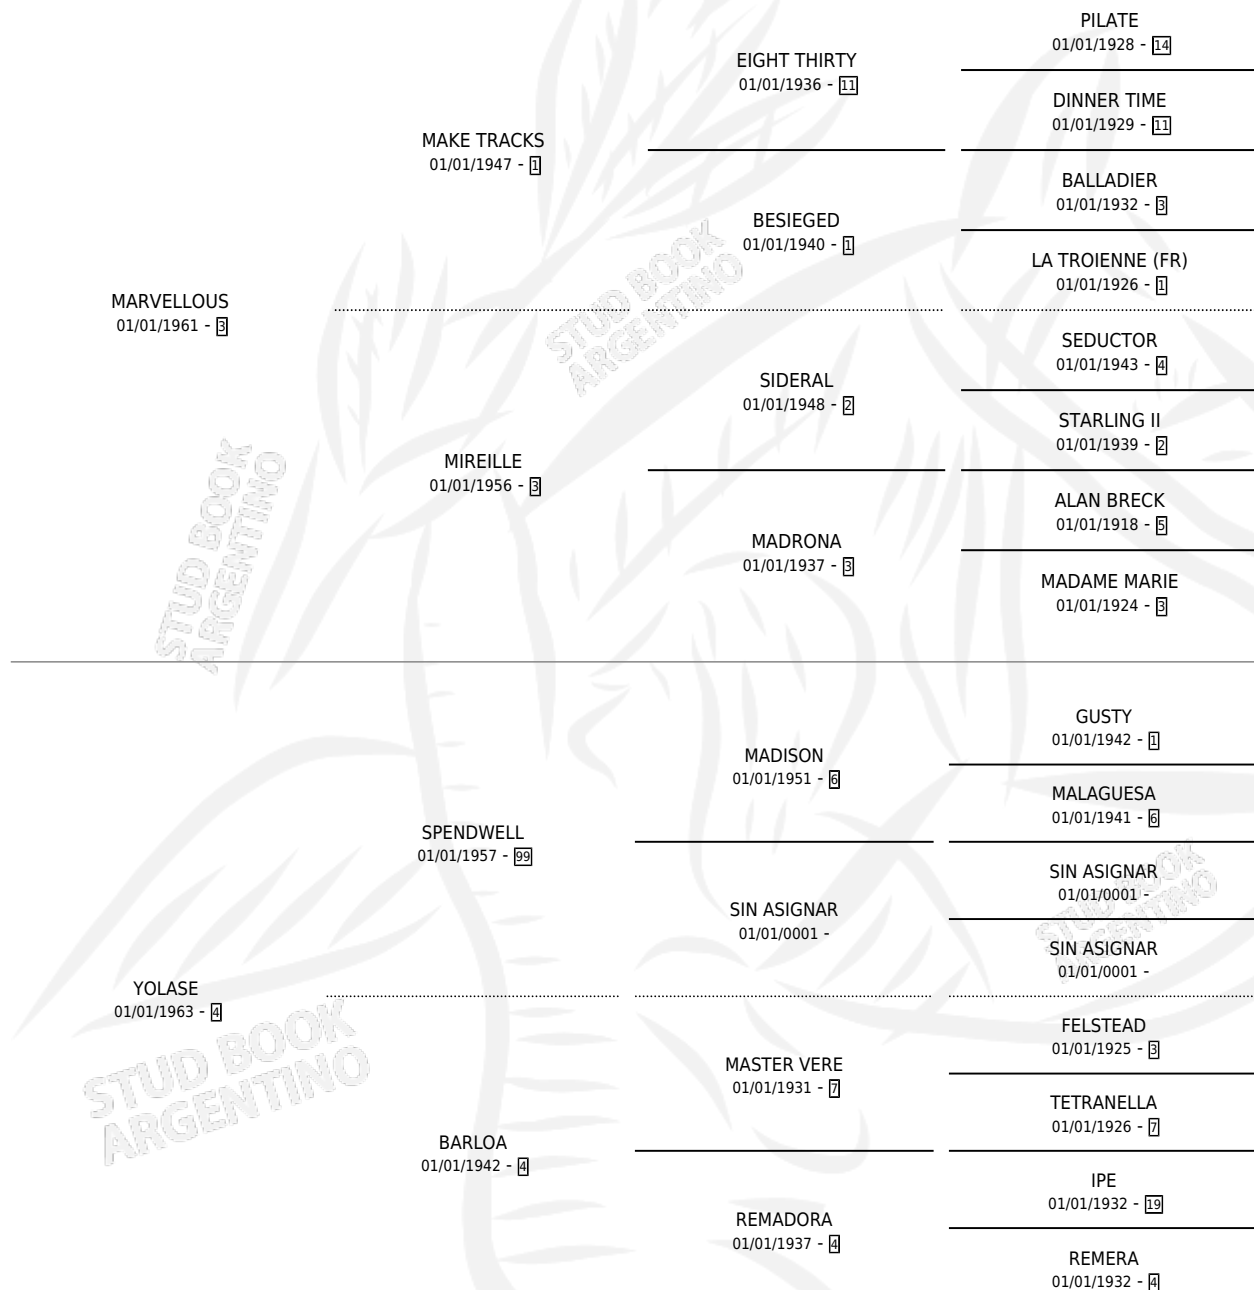 PILATE
01/01/1928 - 14
EIGHT THIRTY
01/01/1936 - 11
DINNER TIME
01/01/1929 - 11
MAKE TRACKS
01/01/1947 - 1
BALLADIER
01/01/1932 - 3
BESIEGED
01/01/1940 - 1
LA TROIENNE (FR)
01/01/1926 - 1
MARVELLOUS
01/01/1961 - 3
SEDUCTOR
01/01/1943 - 4
SIDERAL
01/01/1948 - 2
STARLING II
01/01/1939 - 2
MIREILLE
01/01/1956 - 3
ALAN BRECK
01/01/1918 - 5
MADRONA
01/01/1937 - 3
MADAME MARIE
01/01/1924 - 3
STUD BOOK
ARGENTINO
STUD BOOK
ARGENTINO
GUSTY
01/01/1942 - 1
MADISON
01/01/1951 - 6
MALAGUESA
01/01/1941 - 6
SPENDWELL
01/01/1957 - 99
SIN ASIGNAR
01/01/0001 -
SIN ASIGNAR
01/01/0001 -
SIN ASIGNAR
01/01/0001 -
STUD BOOK
ARGENTINO
YOLASE
01/01/1963 - 4
FELSTEAD
01/01/1925 - 3
MASTER VERE
01/01/1931 - 7
TETRANELLA
01/01/1926 - 7
STUD BOOK
ARGENTINO
BARLOA
01/01/1942 - 4
IPE
01/01/1932 - 19
REMADORA
01/01/1937 - 4
REMERA
01/01/1932 - 4